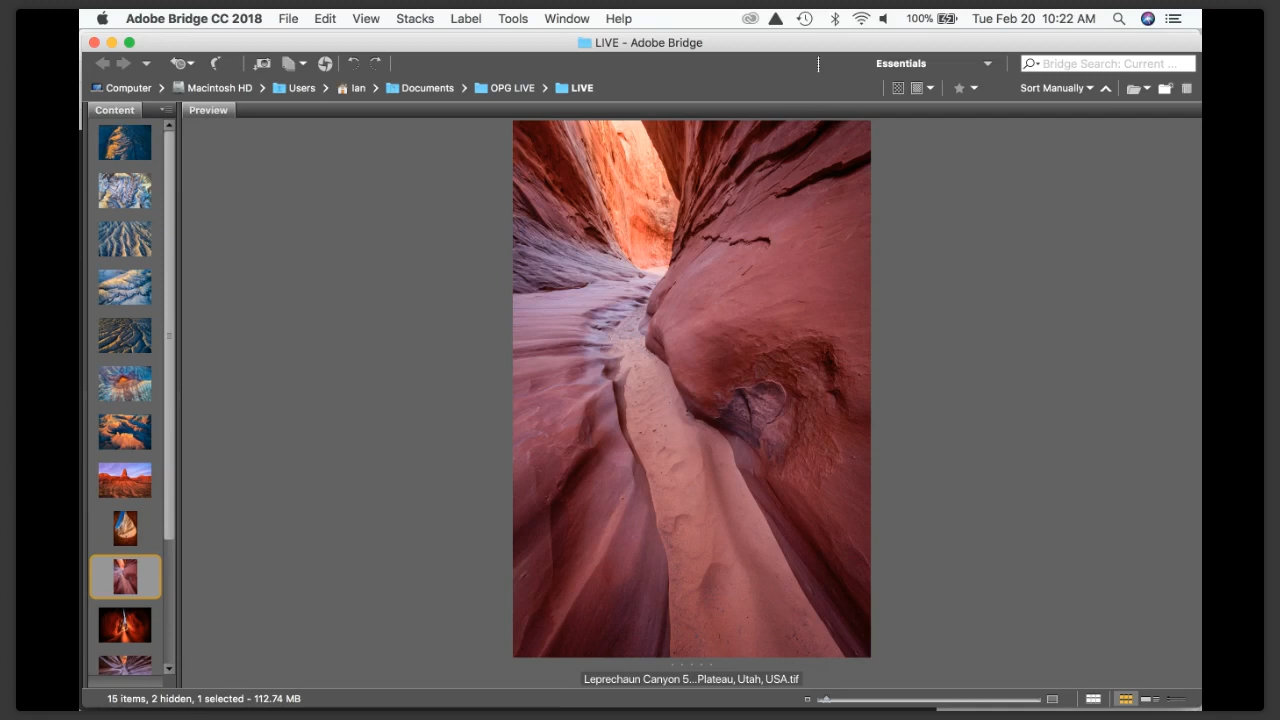 Adobe Bridge CC 2018 File Edit View Stacks Label Tools Window Help 100% Tue Feb 20 10:22 AM
LIVE - Adobe Bridge
Essentials Bridge Search: Current ...
Computer Macintosh HD Users Ian Documents OPG LIVE LIVE Sort Manually
Content Preview
Leprechaun Canyon 5...Plateau, Utah, USA.tif
15 items, 2 hidden, 1 selected - 112.74 MB